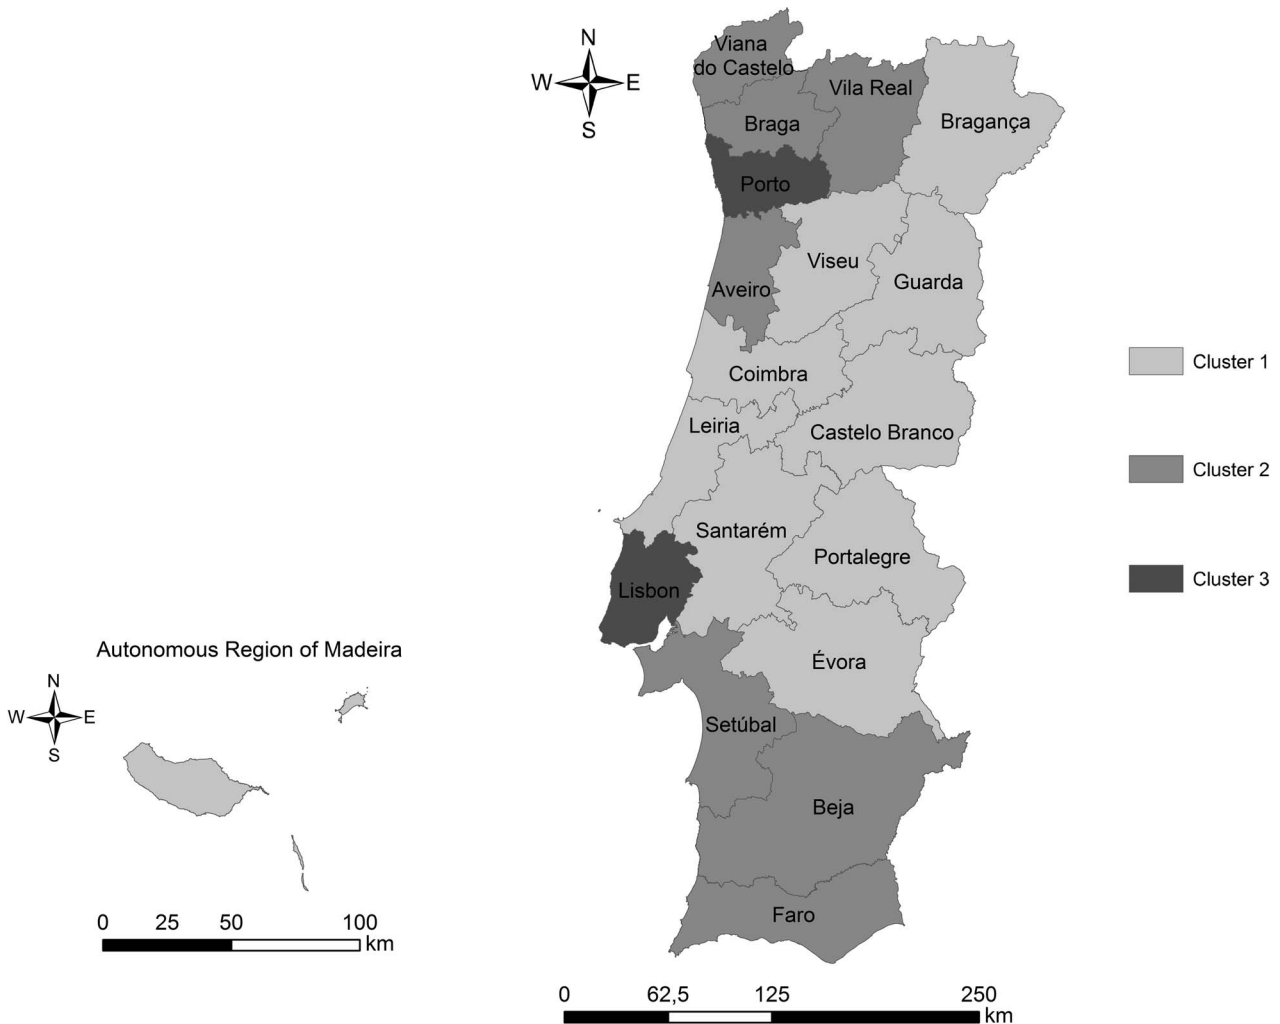 N
W E
S
Viana
do Castelo
Vila Real
Bragança
Braga
Porto
Viseu
Guarda
Aveiro
Coimbra
Cluster 1
Leiria
Castelo Branco
Cluster 2
Santarém
Portalegre
Cluster 3
Lisbon
Évora
Setúbal
Beja
Faro
Autonomous Region of Madeira
N
W E
S
0 25 50 100
km
0 62,5 125 250
km